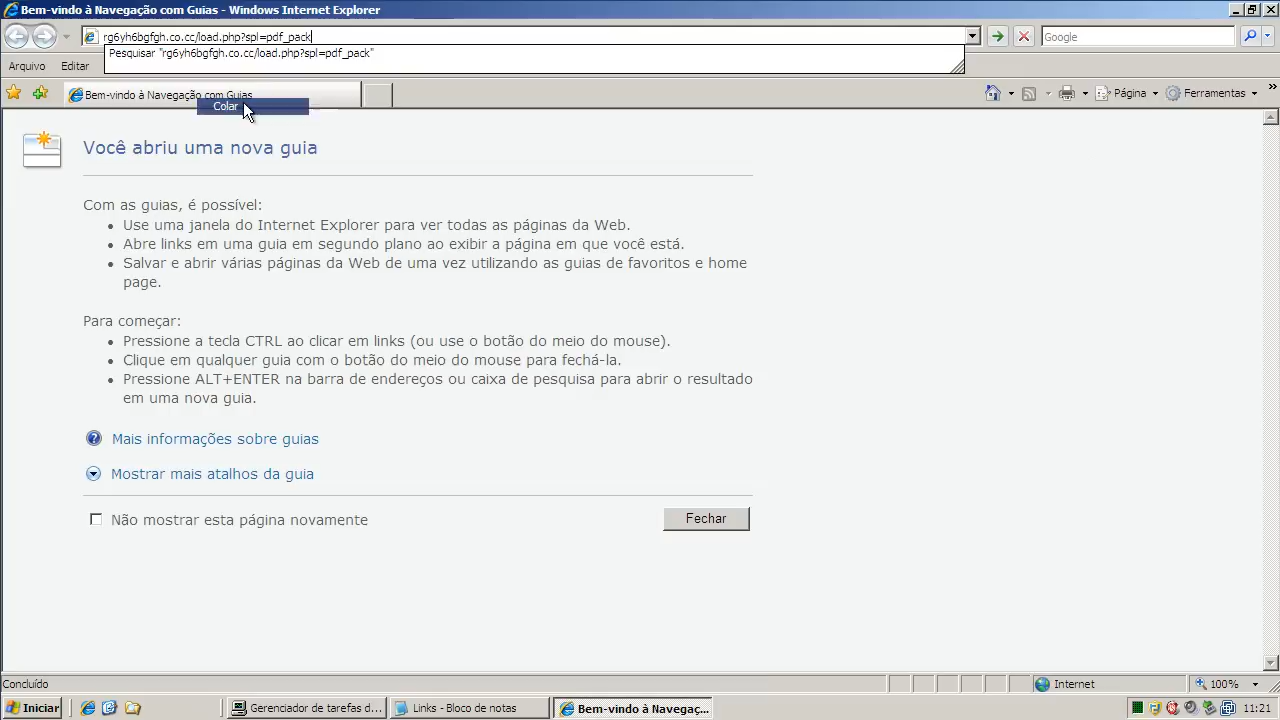 Bem-vindo à Navegação com Guias - Windows Internet Explorer
rg6yh6bgfgh.co.cc/load.php?spl=pdf_pack
Google
Pesquisar "rg6yh6bgfgh.co.cc/load.php?spl=pdf_pack"
Arquivo Editar
Bem-vindo à Navegação com Guias
Página Ferramentas
Colar
Você abriu uma nova guia
Com as guias, é possível:
Use uma janela do Internet Explorer para ver todas as páginas da Web.
Abre links em uma guia em segundo plano ao exibir a página em que você está.
Salvar e abrir várias páginas da Web de uma vez utilizando as guias de favoritos e home
page.
Para começar:
Pressione a tecla CTRL ao clicar em links (ou use o botão do meio do mouse).
Clique em qualquer guia com o botão do meio do mouse para fechá-la.
Pressione ALT+ENTER na barra de endereços ou caixa de pesquisa para abrir o resultado
em uma nova guia.
Mais informações sobre guias
Mostrar mais atalhos da guia
Não mostrar esta página novamente
Fechar
Concluído
Internet
100%
Iniciar
Gerenciador de tarefas d...
Links - Bloco de notas
Bem-vindo à Navegaç...
11:21